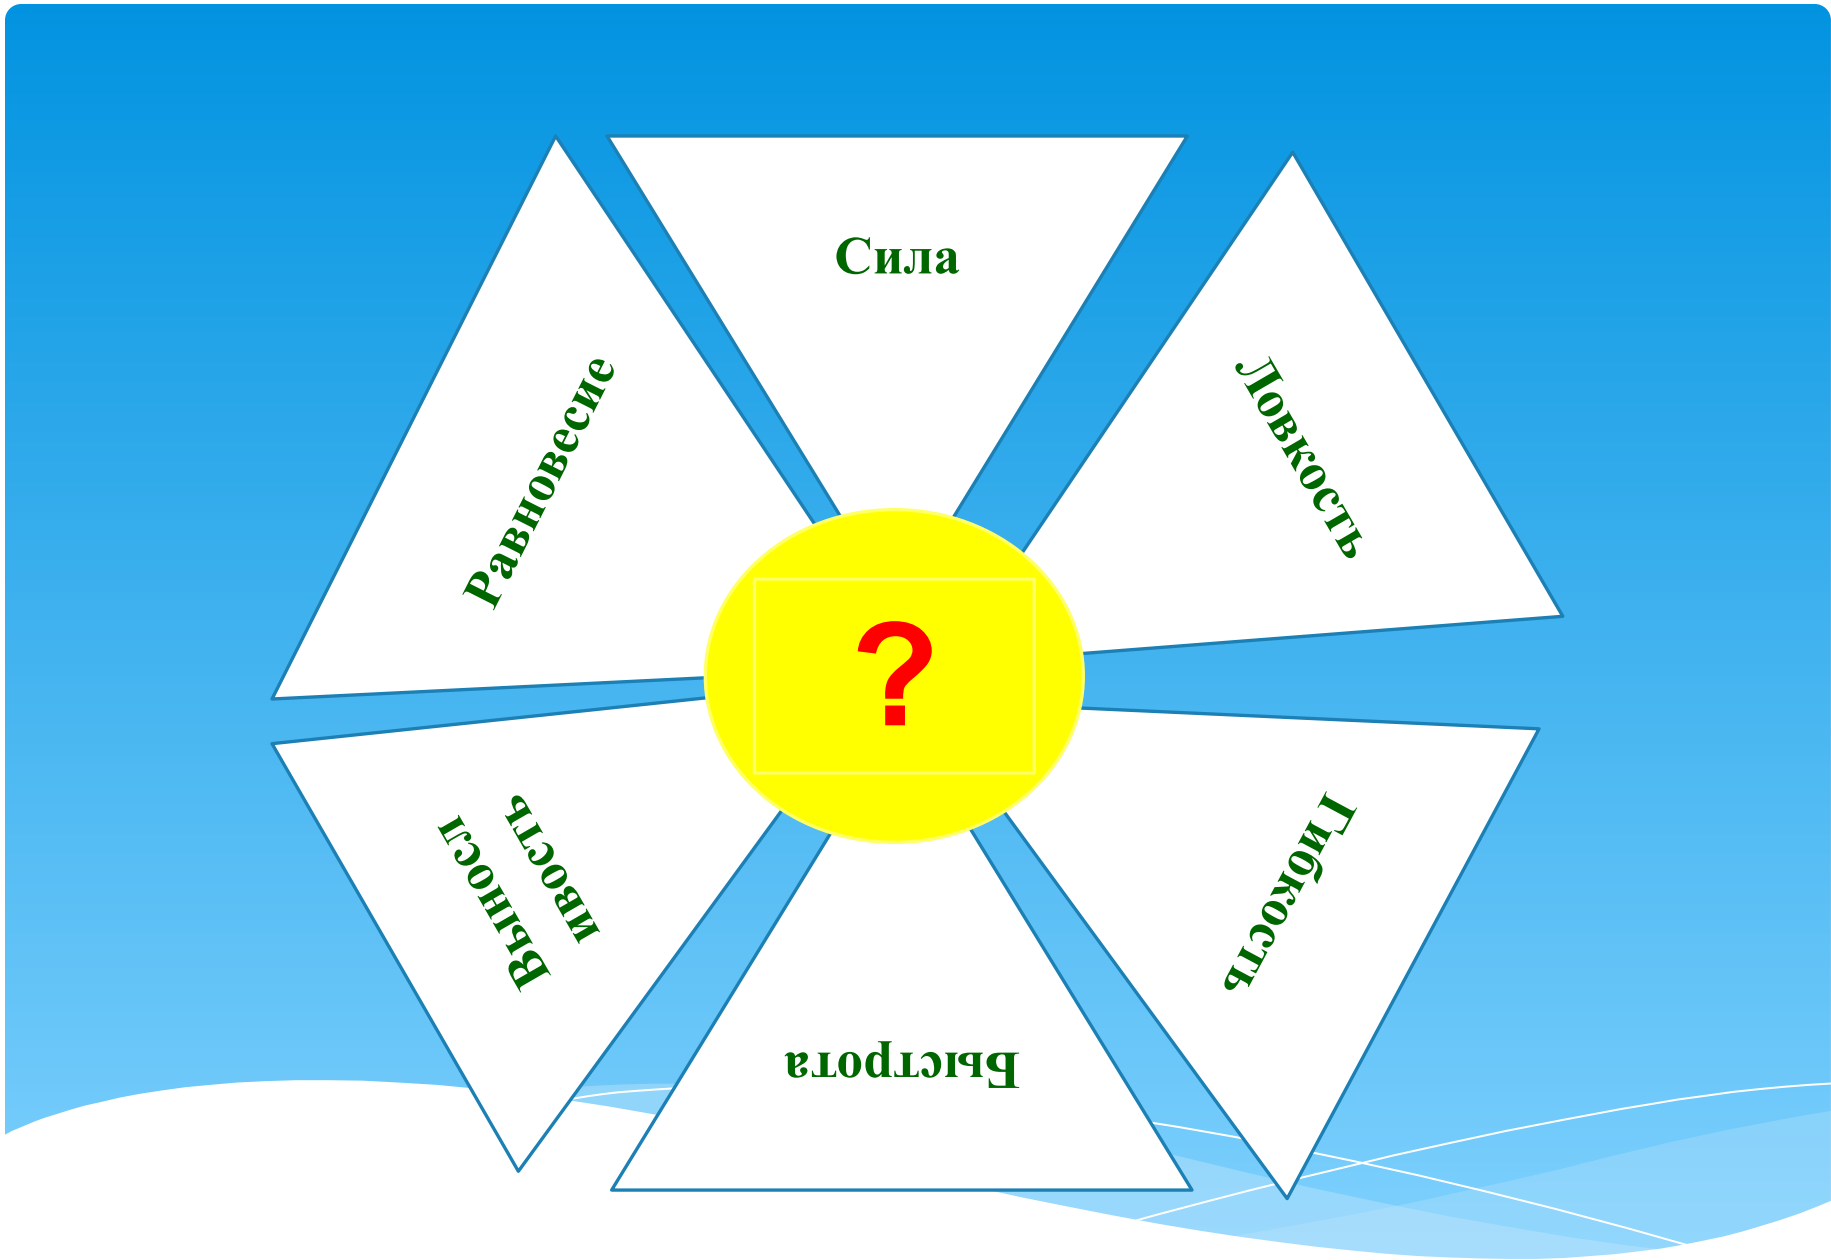 Сила
Ловкость
Гибкость
Быстрота
Выносл
ивость
Равновесие
?